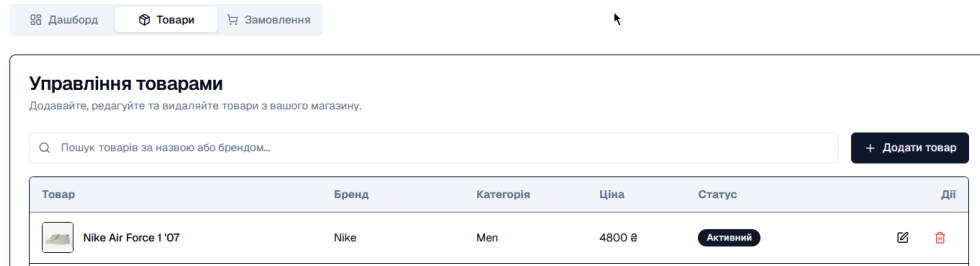 Дашборд Товари Замовлення
Управління товарами
Додавайте, редагуйте та видаляйте товари з вашого магазину.
Пошук товарів за назвою або брендом...
+ Додати товар
Товар Бренд Категорія Ціна Статус Дії
Nike Air Force 1 '07 Nike Men 4800 ₴ Активний